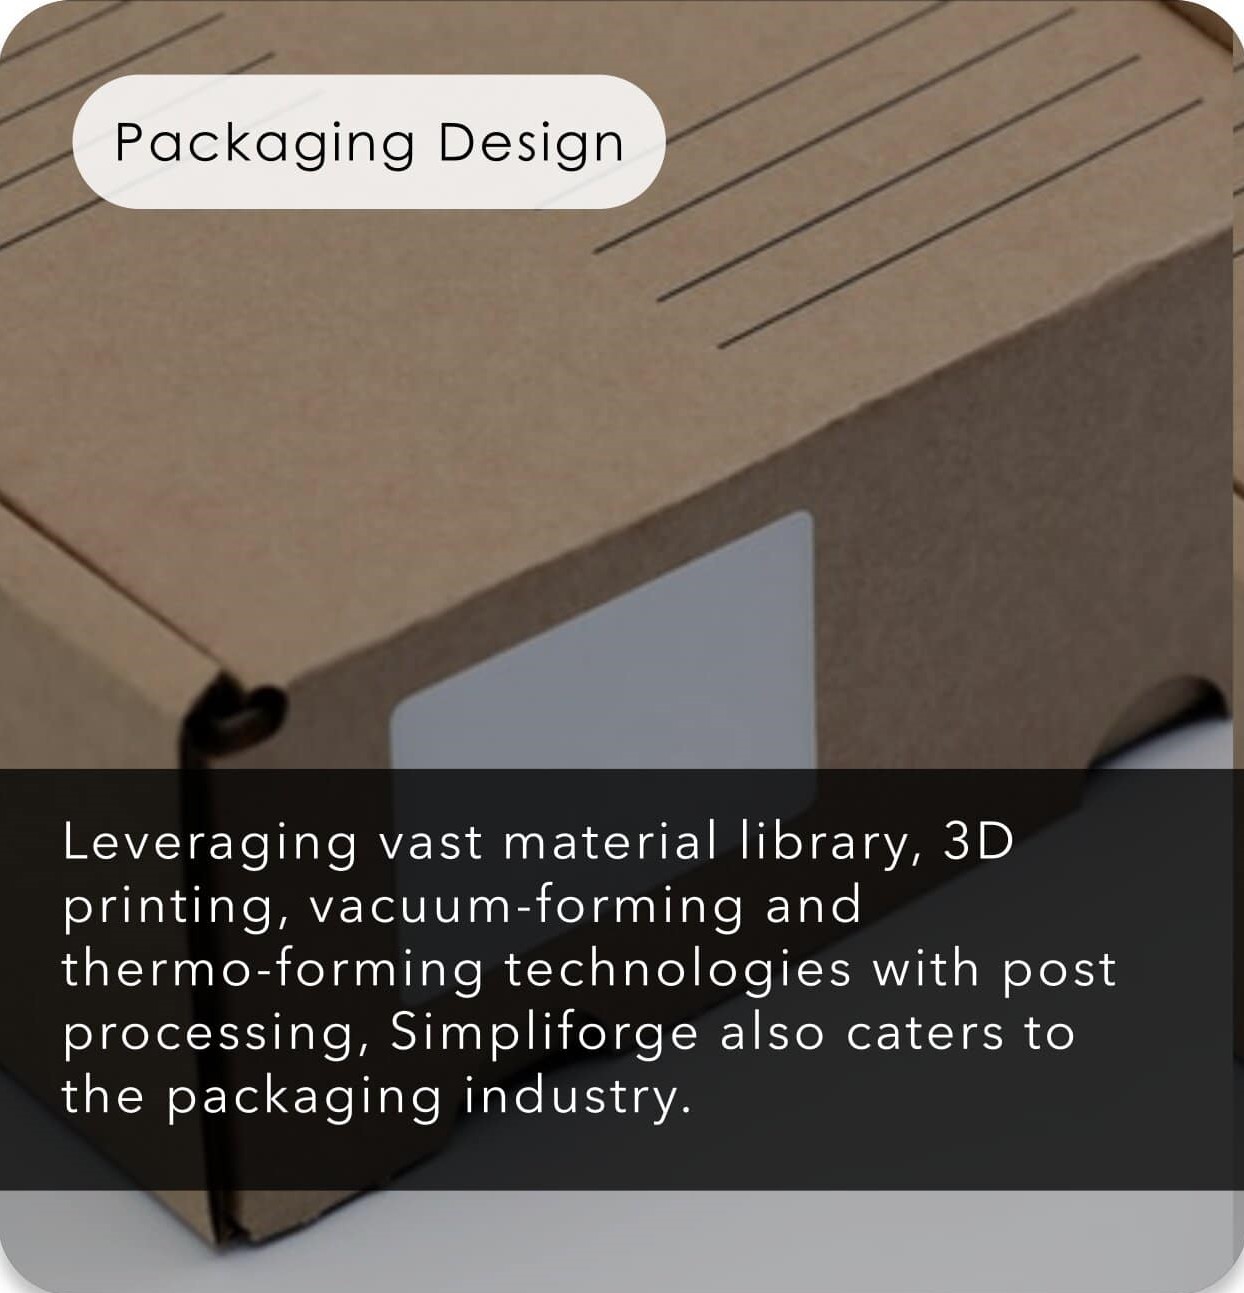 Packaging Design
Leveraging vast material library, 3D
printing, vacuum-forming and
thermo-forming technologies with post
processing, Simpliforge also caters to
the packaging industry.